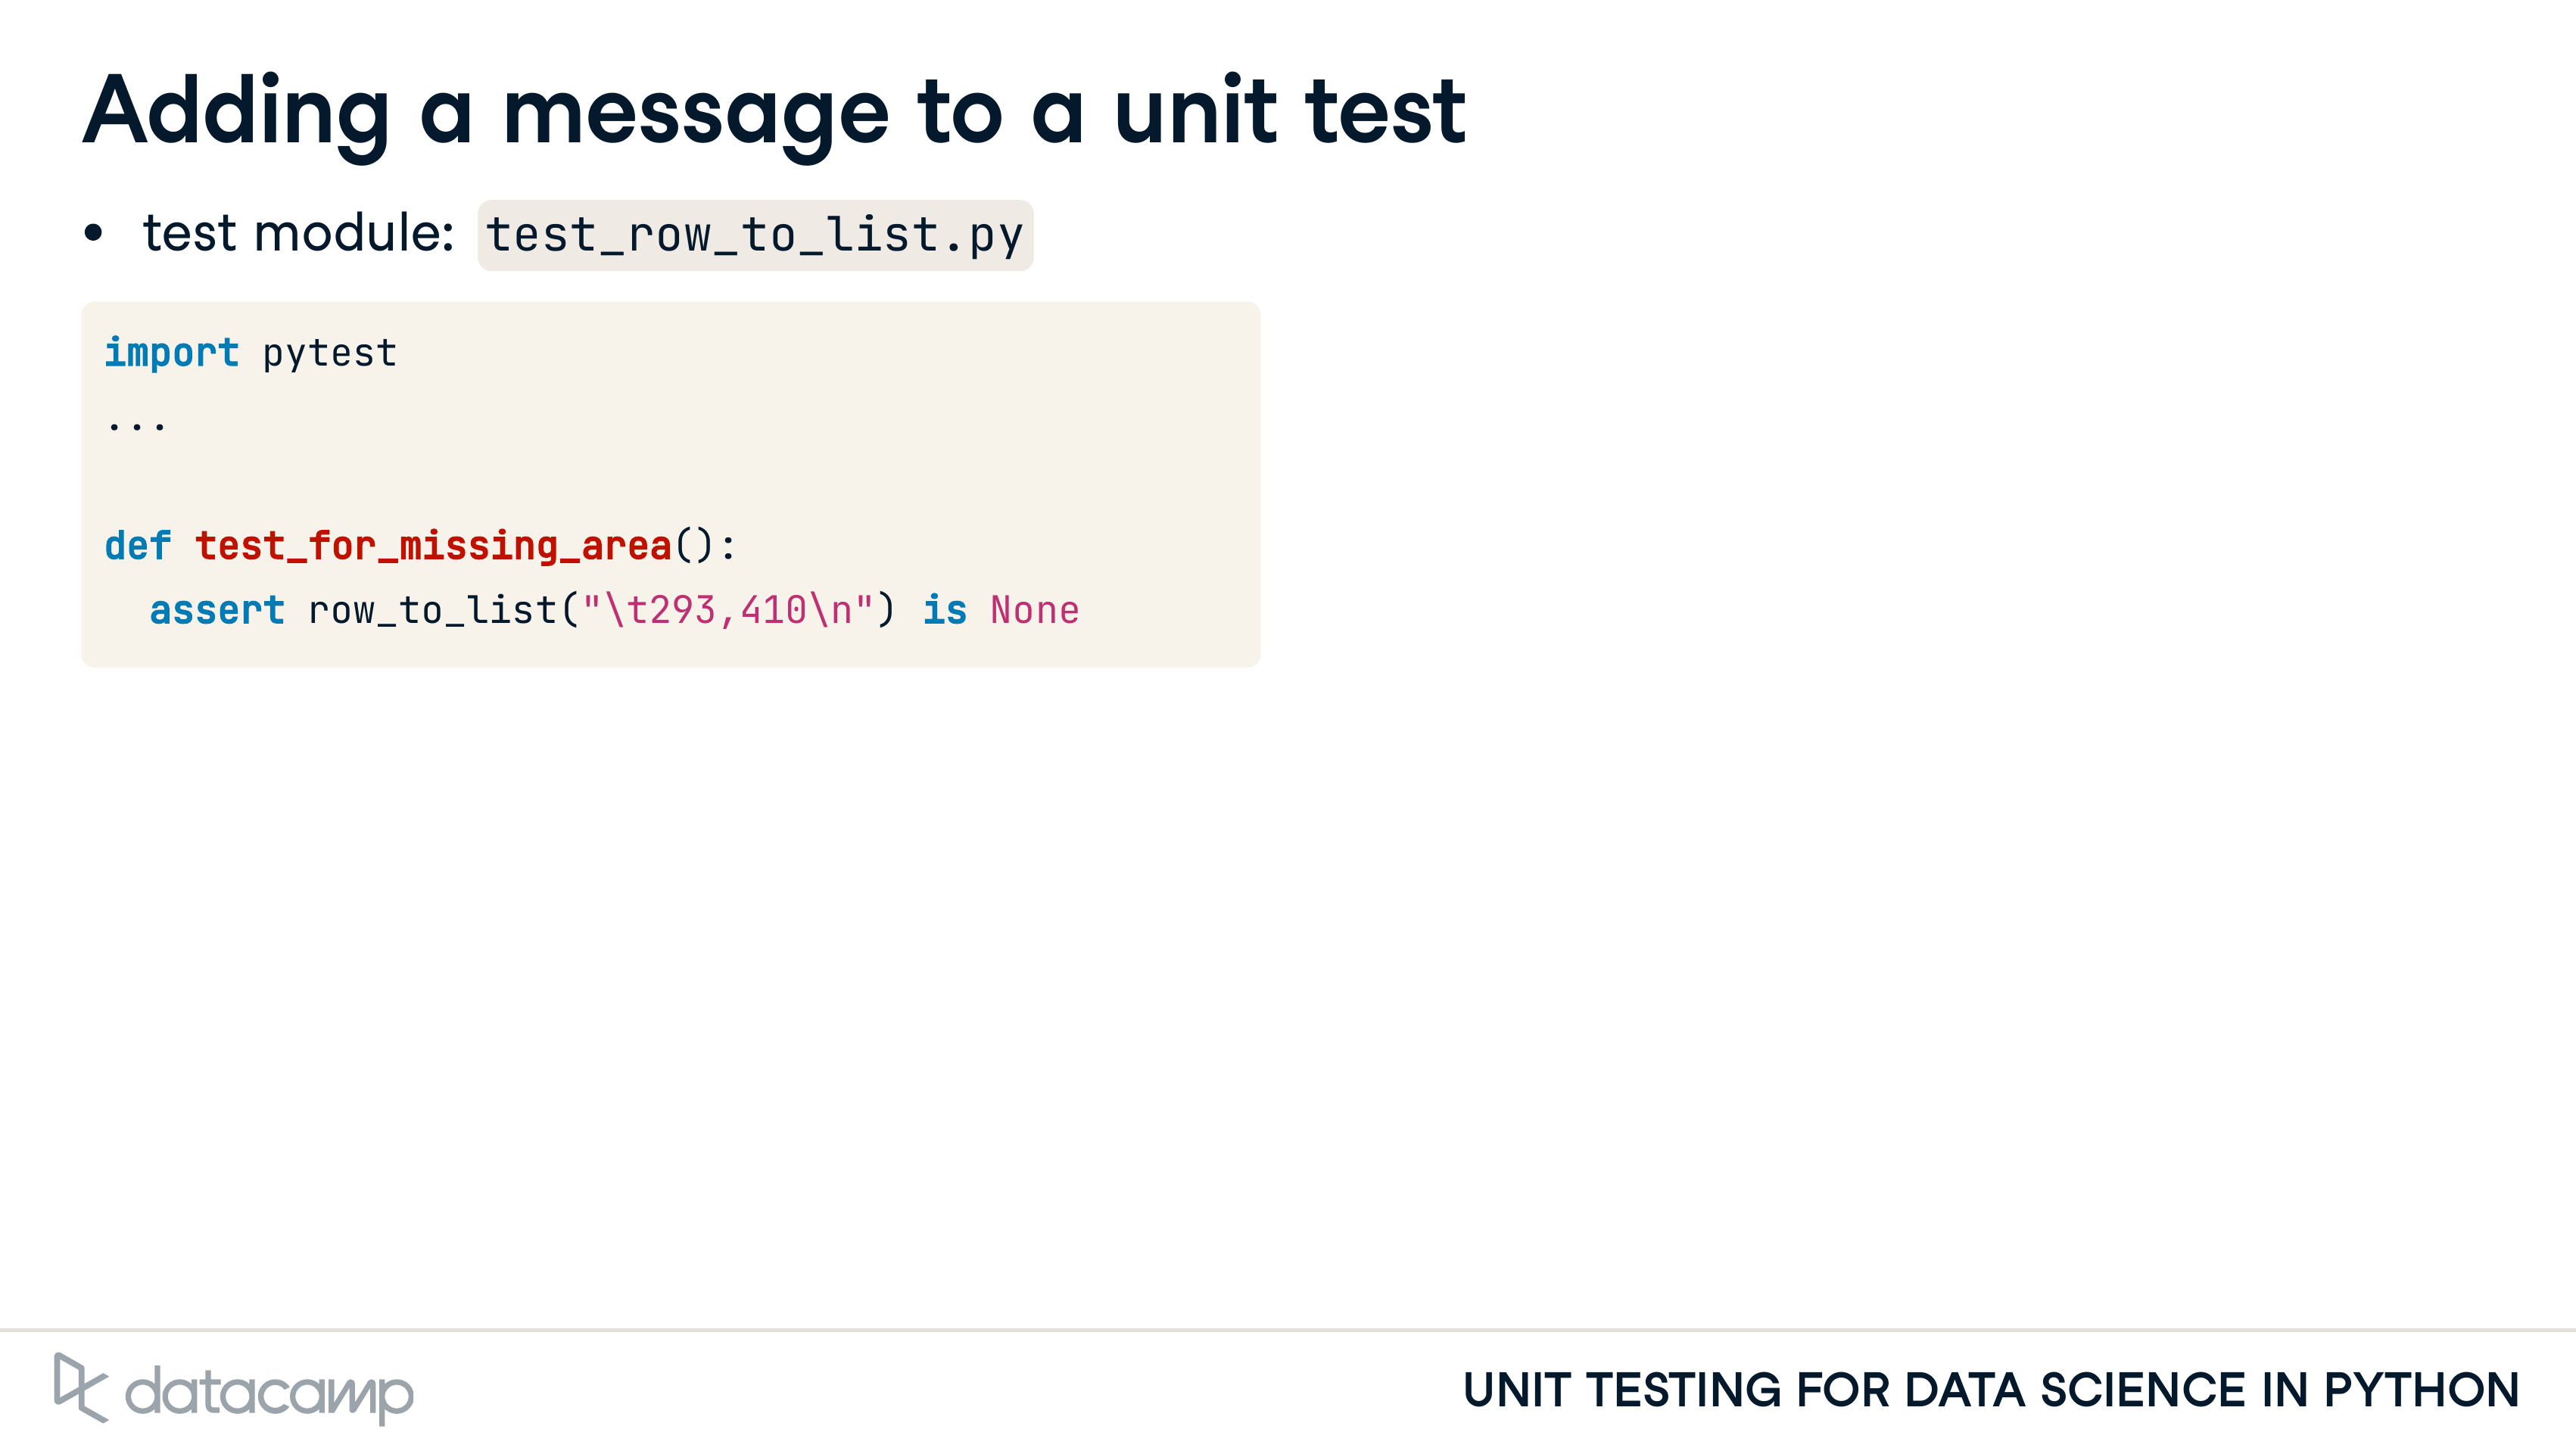 Adding a message to a unit test
• test module: test_row_to_list.py
import pytest
...
def test_for_missing_area():
  assert row_to_list("\t293,410\n") is None
datacamp
UNIT TESTING FOR DATA SCIENCE IN PYTHON